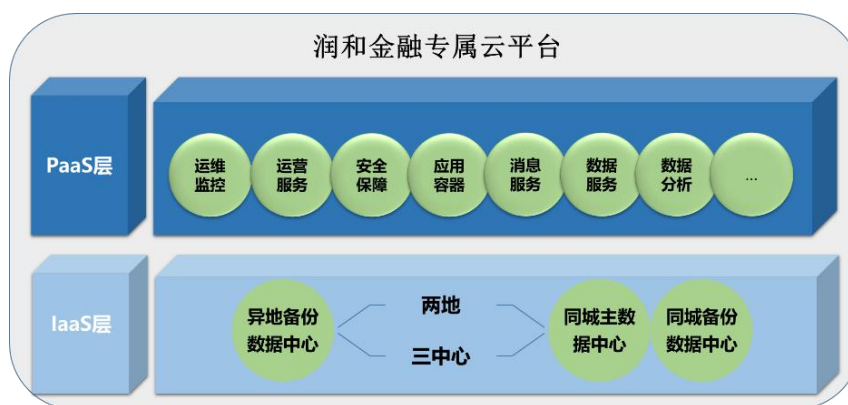 润和金融专属云平台
PaaS层
运维
监控
运营
服务
安全
保障
应用
容器
消息
服务
数据
服务
数据
分析
...
IaaS层
异地备份
数据中心
两地
三中心
同城主数
据中心
同城备份
数据中心